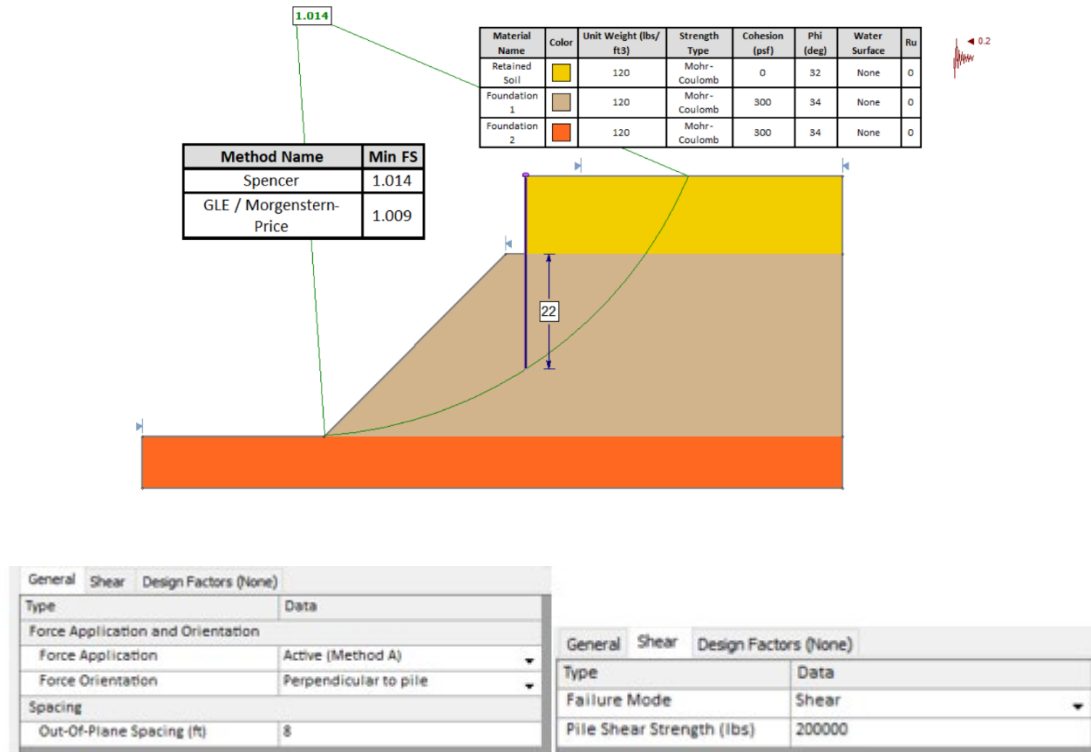 1.014
Material Name Color Unit Weight (lbs/ft3) Strength Type Cohesion (psf) Phi (deg) Water Surface Ru
Retained Soil 120 Mohr-Coulomb 0 32 None 0
Foundation 1 120 Mohr-Coulomb 300 34 None 0
Foundation 2 120 Mohr-Coulomb 300 34 None 0
0.2
Method Name Min FS
Spencer 1.014
GLE / Morgenstern-Price 1.009
22
General Shear Design Factors (None)
Type Data
Force Application and Orientation
Force Application Active (Method A)
Force Orientation Perpendicular to pile
Spacing
Out-Of-Plane Spacing (ft) 8
General Shear Design Factors (None)
Type Data
Failure Mode Shear
Pile Shear Strength (lbs) 200000